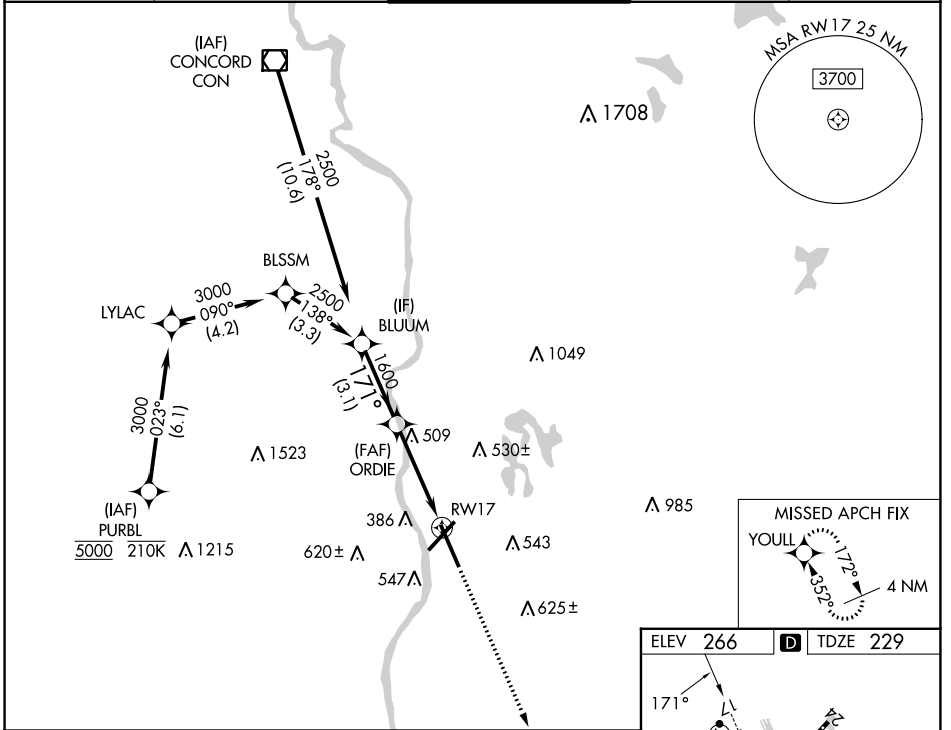 (IAF)
CONCORD
CON
MSA RW17 25 NM
3700
1708
2500
178°
(10.6)
BLSSM
3000
090°
(4.2)
2500
138°
(3.3)
LYLAC
(IF)
BLUUM
1600
171°
(3.1)
1049
3000
023°
(6.1)
1523
509
(FAF)
ORDIE
530±
(IAF)
PURBL
5000 210K
1215
386
RW17
985
620±
543
547
625±
MISSED APCH FIX
YOULL
172°
352°
4 NM
ELEV 266 D TDZE 229
171°
17
24